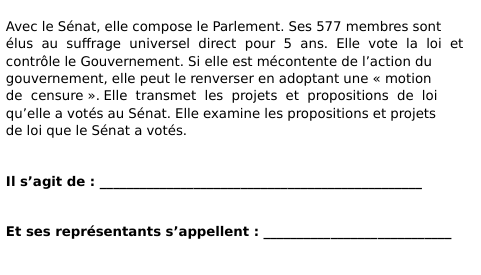 Avec le Sénat, elle compose le Parlement. Ses 577 membres sont
élus au suffrage universel direct pour 5 ans. Elle vote la loi et
contrôle le Gouvernement. Si elle est mécontente de l’action du
gouvernement, elle peut le renverser en adoptant une « motion
de censure ». Elle transmet les projets et propositions de loi
qu’elle a votés au Sénat. Elle examine les propositions et projets
de loi que le Sénat a votés.
Il s’agit de : _______________________________________________
Et ses représentants s’appellent : ___________________________